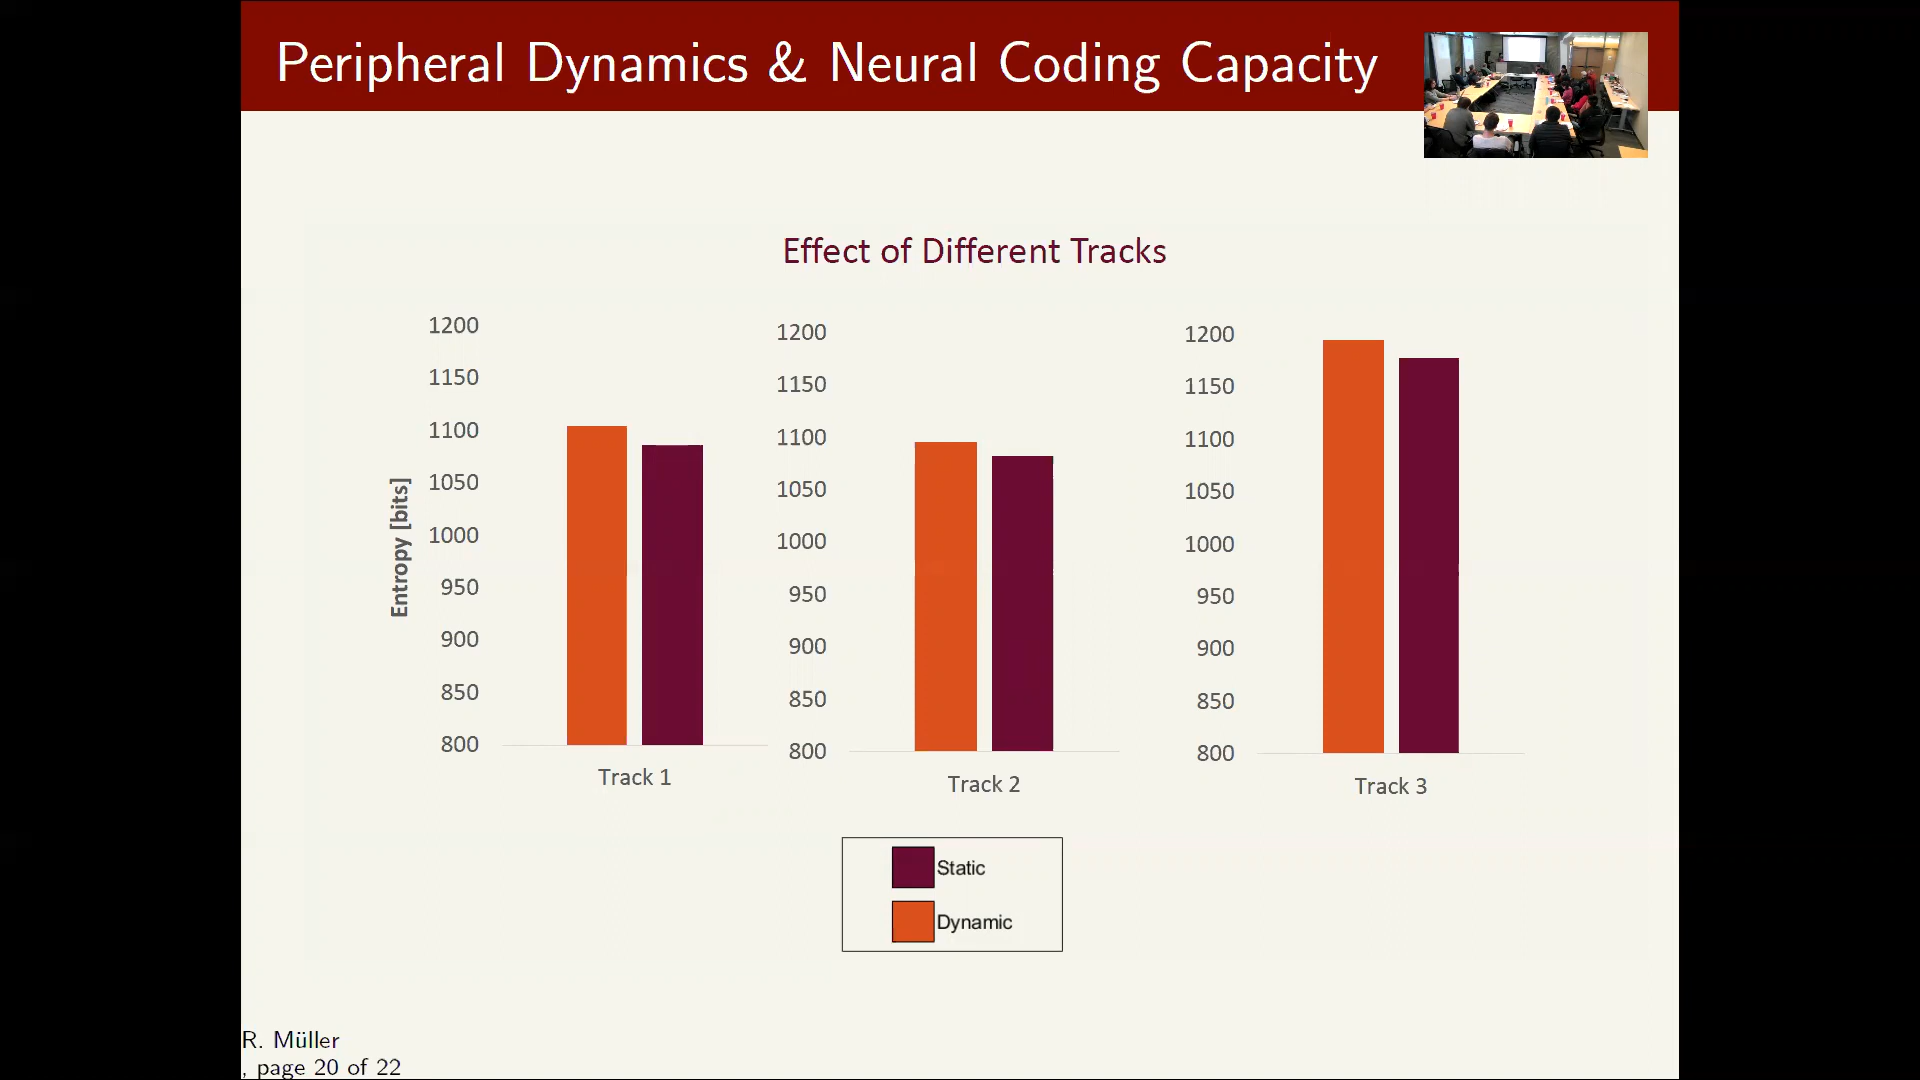 Peripheral Dynamics & Neural Coding Capacity
Effect of Different Tracks
Entropy [bits]
1200
1150
1100
1050
1000
950
900
850
800
Track 1
1200
1150
1100
1050
1000
950
900
850
800
Track 2
1200
1150
1100
1050
1000
950
900
850
800
Track 3
Static
Dynamic
R. Müller
, page 20 of 22